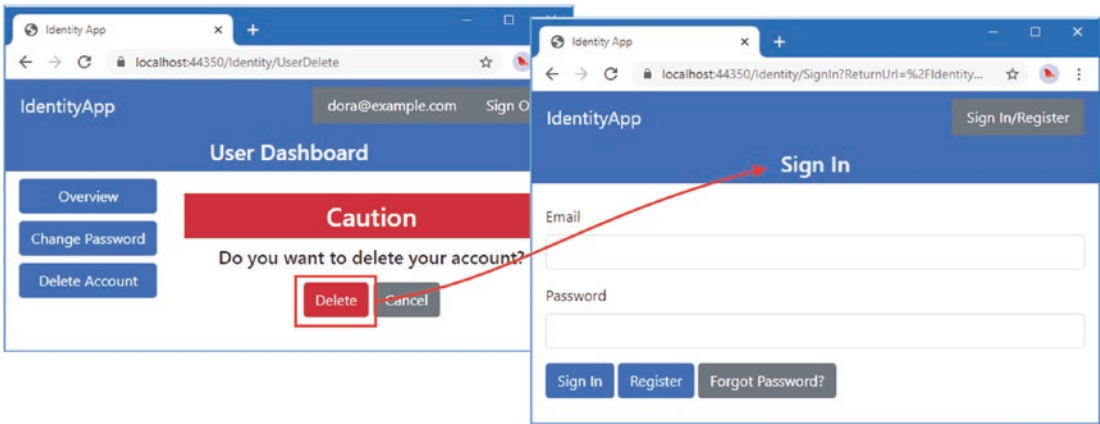 Identity App
localhost:44350/Identity/UserDelete
IdentityApp
dora@example.com
Sign O
User Dashboard
Overview
Change Password
Delete Account
Caution
Do you want to delete your account?
Delete
Cancel
Identity App
localhost:44350/Identity/SignIn?ReturnUrl=%2FIdentity...
IdentityApp
Sign In/Register
Sign In
Email
Password
Sign In
Register
Forgot Password?